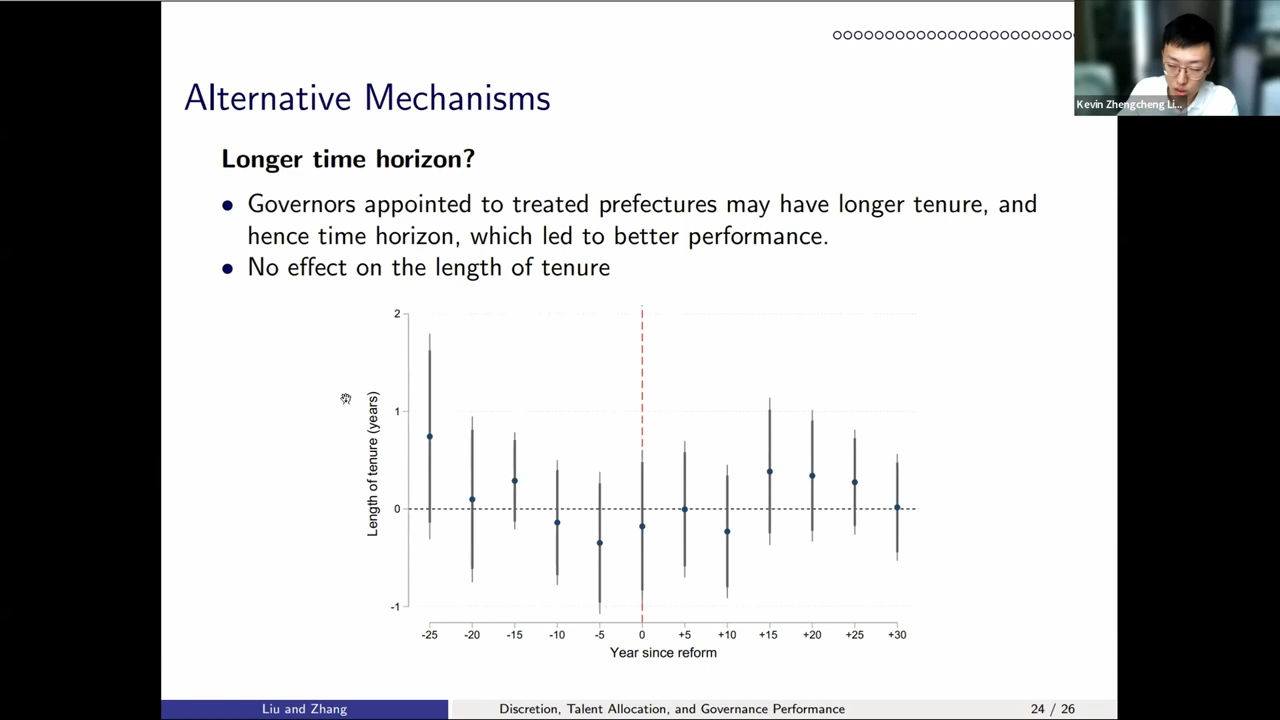 Kevin Zhengcheng Li...
Alternative Mechanisms
Longer time horizon?
Governors appointed to treated prefectures may have longer tenure, and
hence time horizon, which led to better performance.
No effect on the length of tenure
2
1
0
-1
Length of tenure (years)
-25 -20 -15 -10 -5 0 +5 +10 +15 +20 +25 +30
Year since reform
Liu and Zhang Discretion, Talent Allocation, and Governance Performance 24 / 26